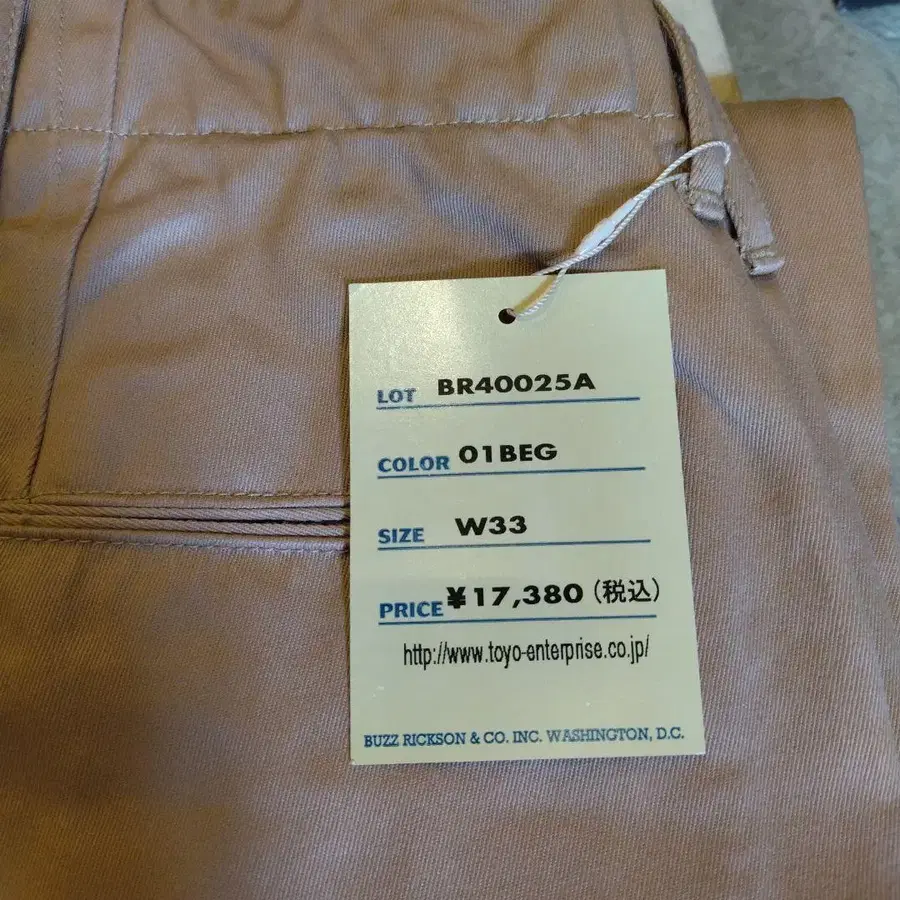 LOT BR40025A
COLOR 01BEG
SIZE W33
PRICE ¥17,380 (税込)
http://www.toyo-enterprise.co.jp/
BUZZ RICKSON & CO. INC. WASHINGTON, D.C.